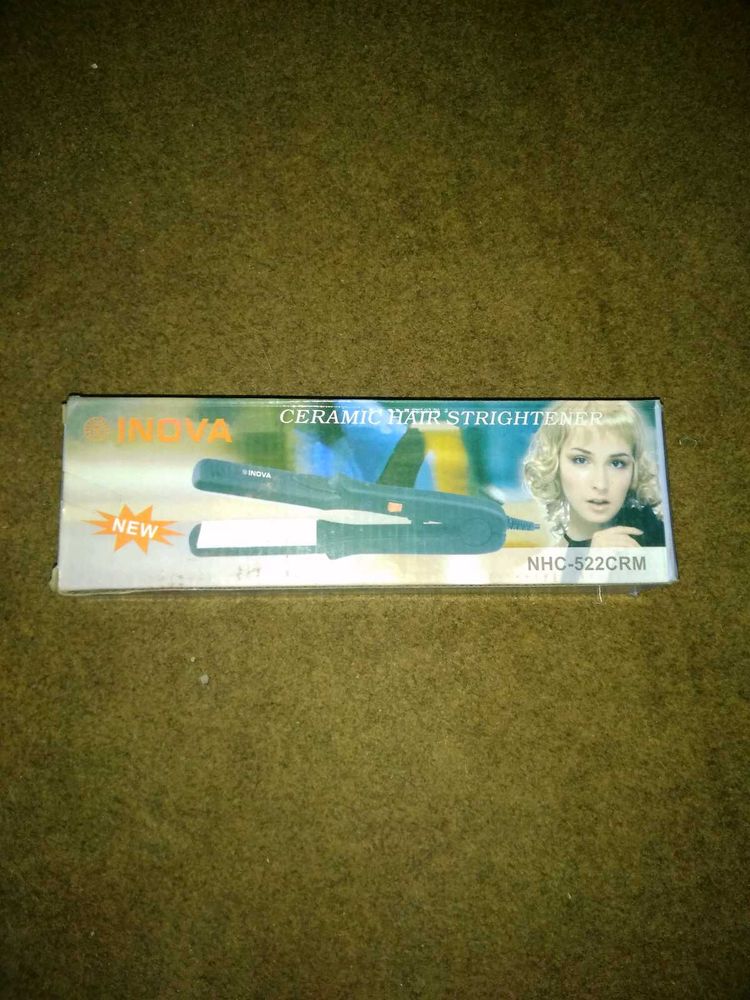 INOVA
CERAMIC HAIR STRIGHTENER
INOVA
NEW
NHC-522CRM